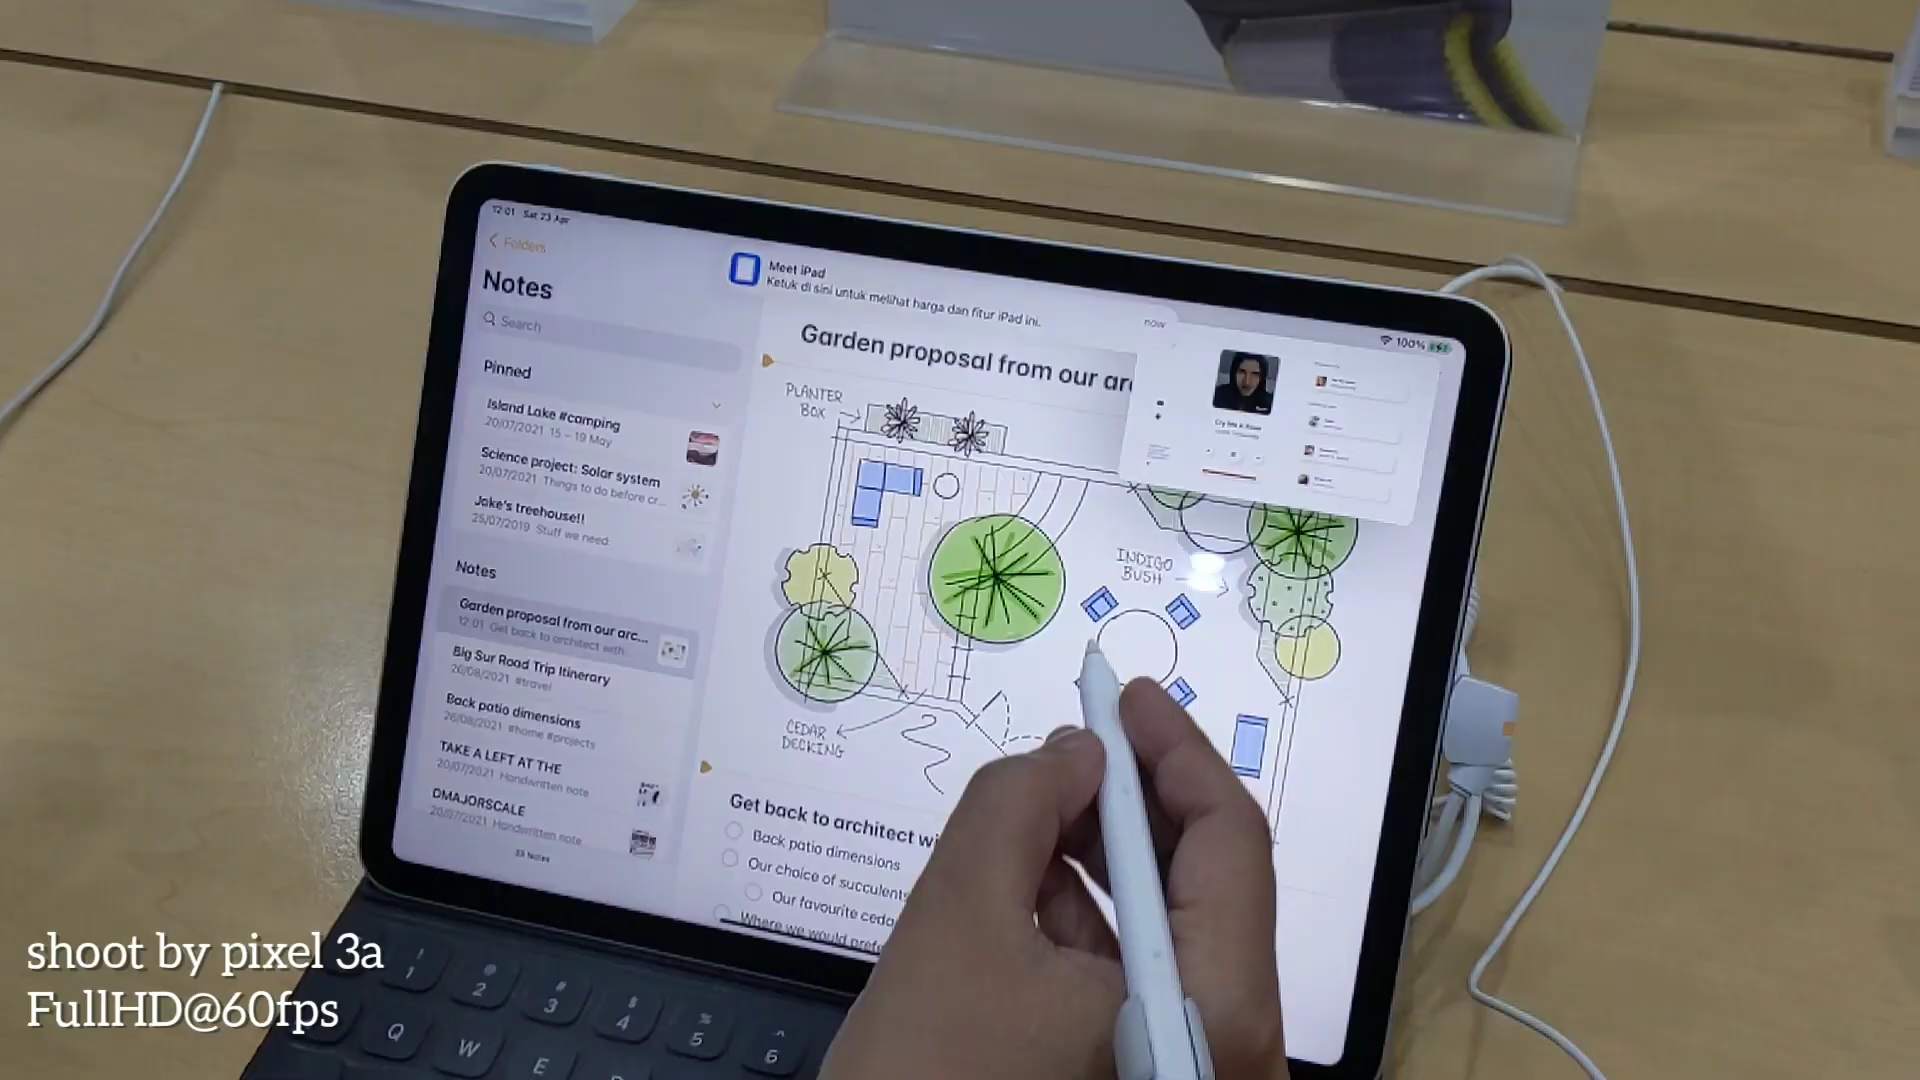 12:01 Sat 23 Apr
Folders
Notes
Search
Pinned
Island Lake #camping
20/07/2021 15 – 19 May
Science project: Solar system
20/07/2021 Things to do before cr...
Jake's treehouse!!
25/07/2019 Stuff we need:
Notes
Garden proposal from our arc...
12:01 Get back to architect with:
Big Sur Road Trip Itinerary
26/08/2021 #travel
Back patio dimensions
26/08/2021 #home #projects
TAKE A LEFT AT THE
20/07/2021 Handwritten note
DMAJORSCALE
20/07/2021 Handwritten note
Meet iPad
now
Ketuk di sini untuk melihat harga dan fitur iPad ini.
100%
Garden proposal from our
PLANTER
BOX
INDIGO
BUSH
CEDAR
DECKING
Get back to architect
Back patio dimensions
Our choice of succulents
Our favourite
Where we would
! 1
@ 2
# 3
$ 4
% 5
^ 6
Q
W
E
shoot by pixel 3a
FullHD@60fps